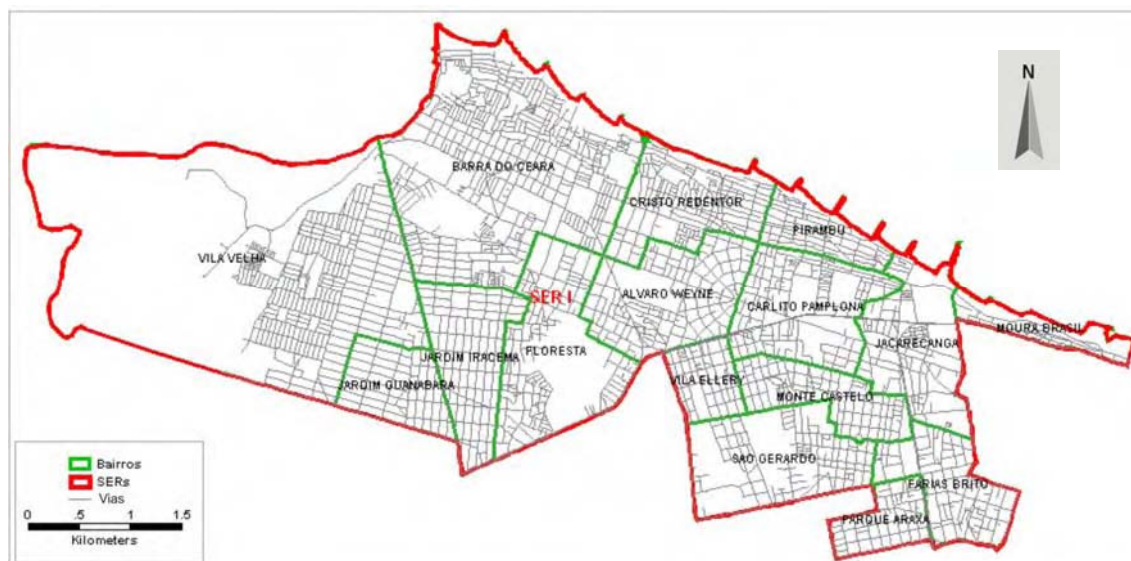 N
BARRA DO CEARA
CRISTO REDENTOR
PIRAMBU
VILA VELHA
SER I
ALVARO WEYNE
CARLITO PAMPLONA
MOURA BRASIL
JACARECANGA
JARDIM IRACEMA
FLORESTA
JARDIM GUANABARA
VILA ELLERY
MONTE CASTELO
SAO GERARDO
FARIAS BRITO
PARQUE ARAXA
Bairros
SERs
Vias
0 .5 1 1.5
Kilometers